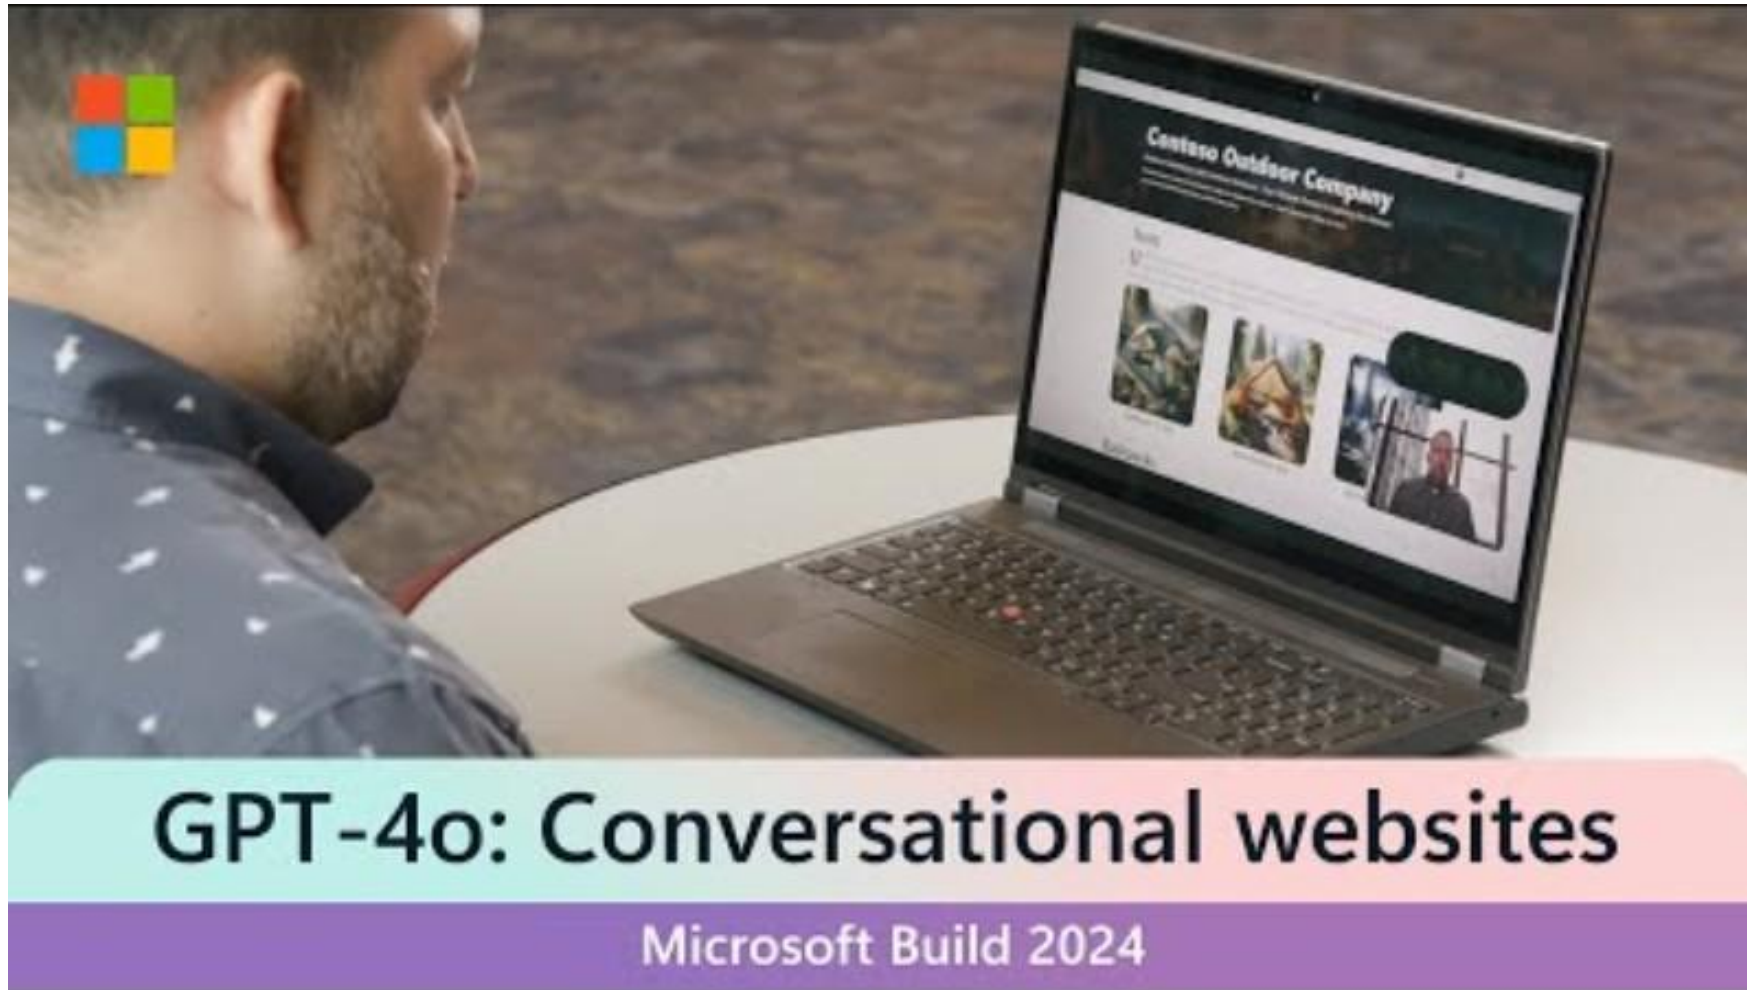 Contoso Outdoor Company
GPT-4o: Conversational websites
Microsoft Build 2024